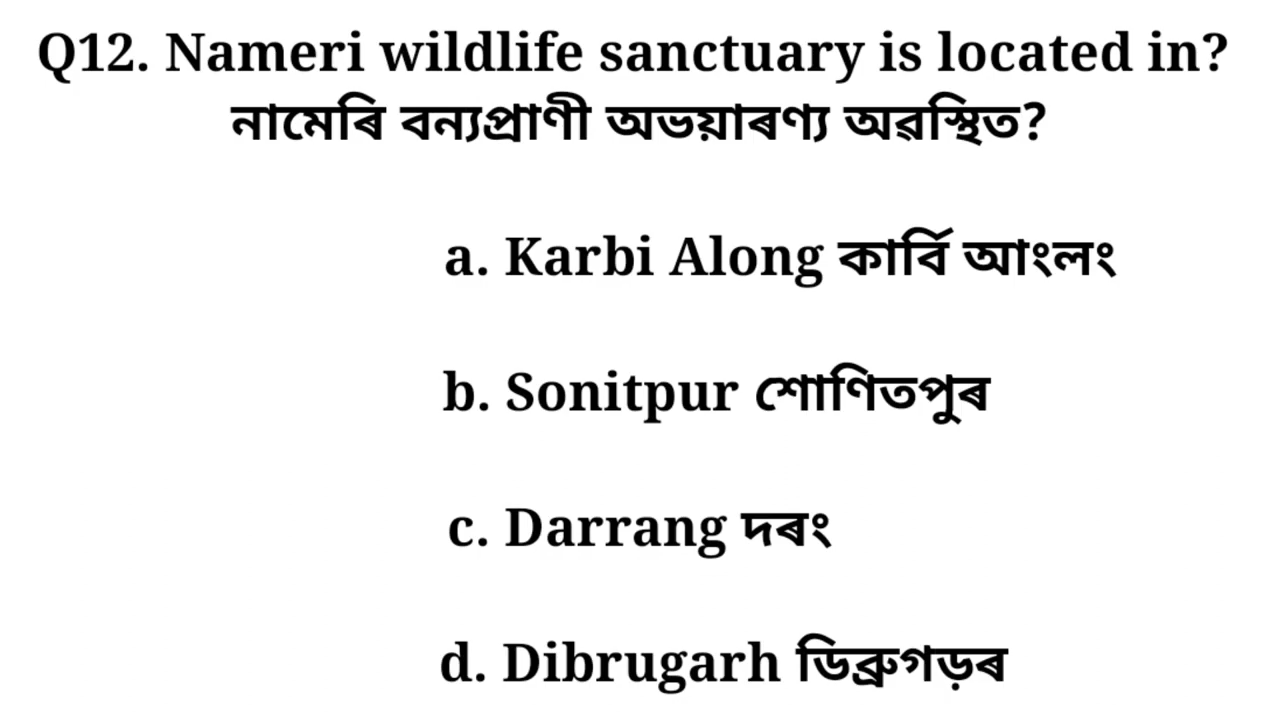 Q12. Nameri wildlife sanctuary is located in?
নামেৰি বন্যপ্ৰাণী অভয়াৰণ্য অৱস্থিত?
a. Karbi Along কাৰ্বি আংলং
b. Sonitpur শোণিতপুৰ
c. Darrang দৰং
d. Dibrugarh ডিব্ৰুগড়ৰ